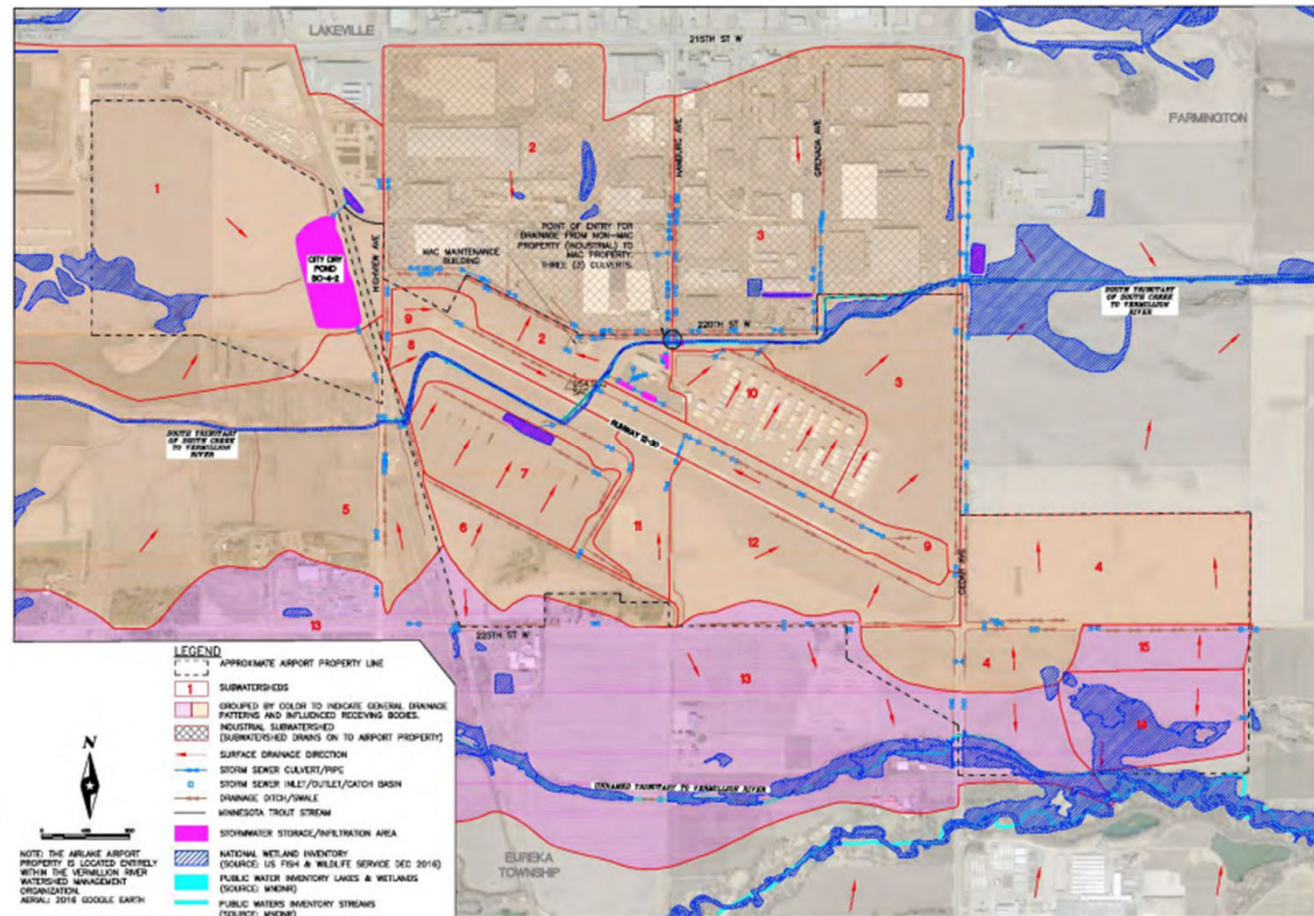 LAKEVILLE
215TH ST W
FARMINGTON
HAMBURG AVE
GRENADA AVE
1
2
3
CITY DRY
POND
HIGHVIEW AVE
MAC MAINTENANCE
BUILDING
POINT OF ENTRY FOR
DRAINAGE FROM NON-MAC
PROPERTY (INDUSTRIAL) TO
MAC PROPERTY.
THREE (3) CULVERTS.
SOUTH TRIBUTARY
OF SOUTH CREEK
TO VERMILLION
RIVER
220TH ST W
9
8
2
3
10
RUNWAY 12-30
SOUTH TRIBUTARY
OF SOUTH CREEK
TO VERMILLION
RIVER
7
5
6
11
12
9
CEDAR AVE
4
13
225TH ST W
13
4
15
14
UNNAMED TRIBUTARY TO VERMILLION RIVER
EUREKA
TOWNSHIP
LEGEND
APPROXIMATE AIRPORT PROPERTY LINE
1 SUBWATERSHEDS
GROUPED BY COLOR TO INDICATE GENERAL DRAINAGE
PATTERNS AND INFLUENCED RECEIVING BODIES.
INDUSTRIAL SUBWATERSHED
(SUBWATERSHED DRAINS ON TO AIRPORT PROPERTY)
SURFACE DRAINAGE DIRECTION
STORM SEWER CULVERT/PIPE
STORM SEWER INLET/OUTLET/CATCH BASIN
DRAINAGE DITCH/SWALE
MINNESOTA TROUT STREAM
STORMWATER STORAGE/INFILTRATION AREA
NATIONAL WETLAND INVENTORY
(SOURCE: US FISH & WILDLIFE SERVICE DEC 2016)
PUBLIC WATER INVENTORY LAKES & WETLANDS
(SOURCE: MNDNR)
PUBLIC WATERS INVENTORY STREAMS
(SOURCE: MNDNR)
N
NOTE: THE AIRLAKE AIRPORT
PROPERTY IS LOCATED ENTIRELY
WITHIN THE VERMILLION RIVER
WATERSHED MANAGEMENT
ORGANIZATION.
AERIAL: 2016 GOOGLE EARTH